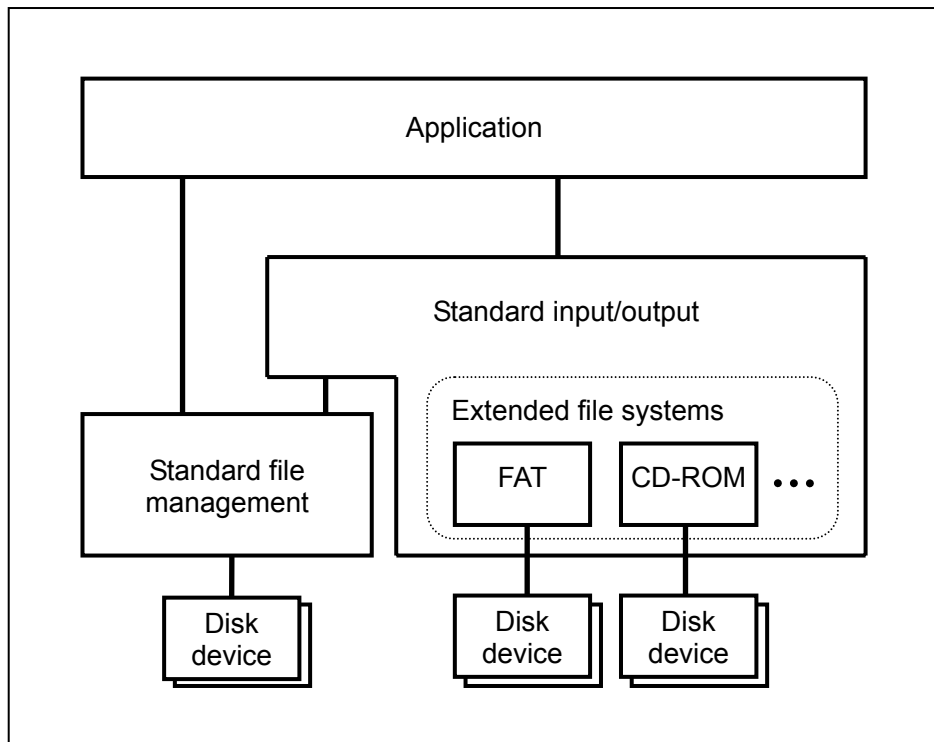 Application
Standard input/output
Extended file systems
FAT
CD-ROM
•••
Standard file
management
Disk
device
Disk
device
Disk
device